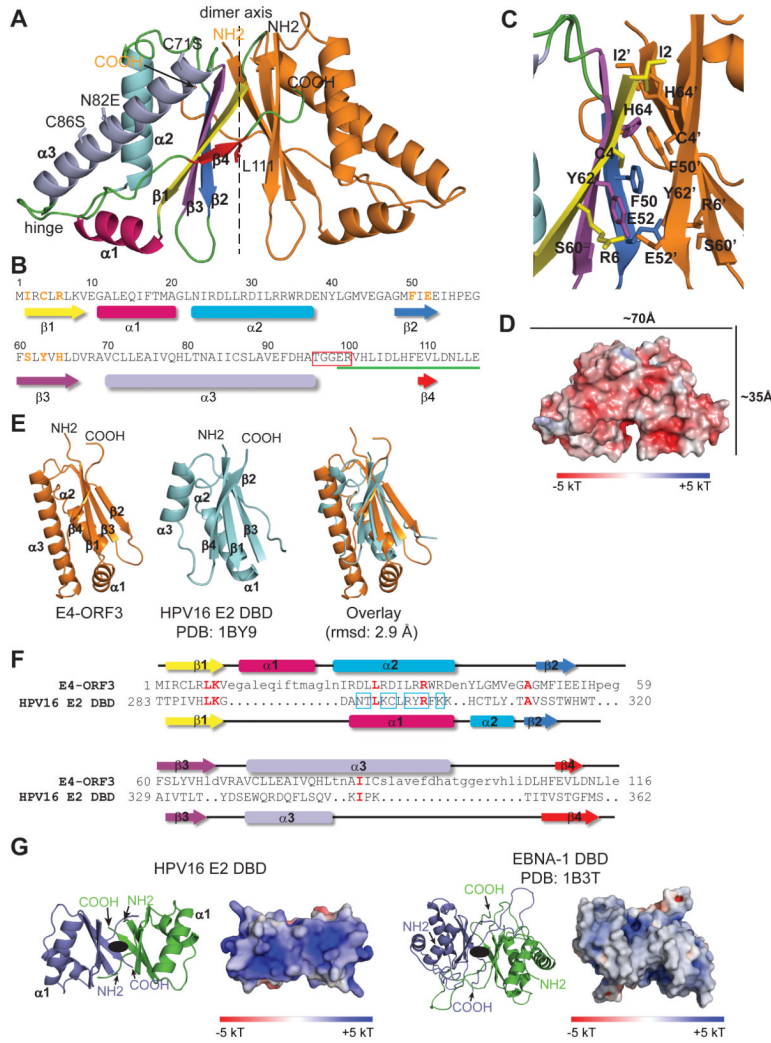 A
dimer axis
NH2
NH2
C71S
COOH
COOH
N82E
C86S
α2
α3
β4
L111
β1
β3
β2
hinge
α1
B
1 10 20 30 40 50
MIRCLRLKVEGALEQIFTMAGLNIRDLLRDILRRWRDENYLGMVEGAGMFIEEIHPEG
β1 α1 α2 β2
60 70 80 90 100 110
FSLYVHLDVRAVCLLEAIVQHLTNAIICSLAVEFDHATGGERVHLIDLHFEVLDNLLE
β3 α3 β4
C
I2’ I2
H64’
H64
C4
C4’
F50’
Y62
Y62’
F50
R6’
E52
S60
S60’
R6
E52’
D
~70Å
~35Å
-5 kT +5 kT
E
NH2
COOH
α2
β4
β2
β3
α3
β1
α1
E4-ORF3
NH2 COOH
β2
α2
α3
β3
β4
β1
α1
HPV16 E2 DBD
PDB: 1BY9
Overlay
(rmsd: 2.9 Å)
F
β1 α1 α2 β2
E4-ORF3 1 MIRCLRLKVegaleqiftmaglnIRDLLRDILRRWRDenYLGMVeGAGMFIEEIHpeg 59
HPV16 E2 DBD 283 TTPIVHLKG..............DANTLKCLRYRFKK..HCTLY.TAVSSTWHWT... 320
β1 α1 α2 β2
β3 α3 β4
E4-ORF3 60 FSLYVHldVRAVCLLEAIVQHLtnAIICslavefdhatggervhliDLHFEVLDNLle 116
HPV16 E2 DBD 329 AIVTLT..YDSEWQRDQFLSQV..KIPK..................TITVSTGFMS.. 362
β3 α3 β4
G
HPV16 E2 DBD
COOH
NH2
α1
α1
NH2
COOH
-5 kT +5 kT
EBNA-1 DBD
PDB: 1B3T
COOH
NH2
NH2
COOH
-5 kT +5 kT